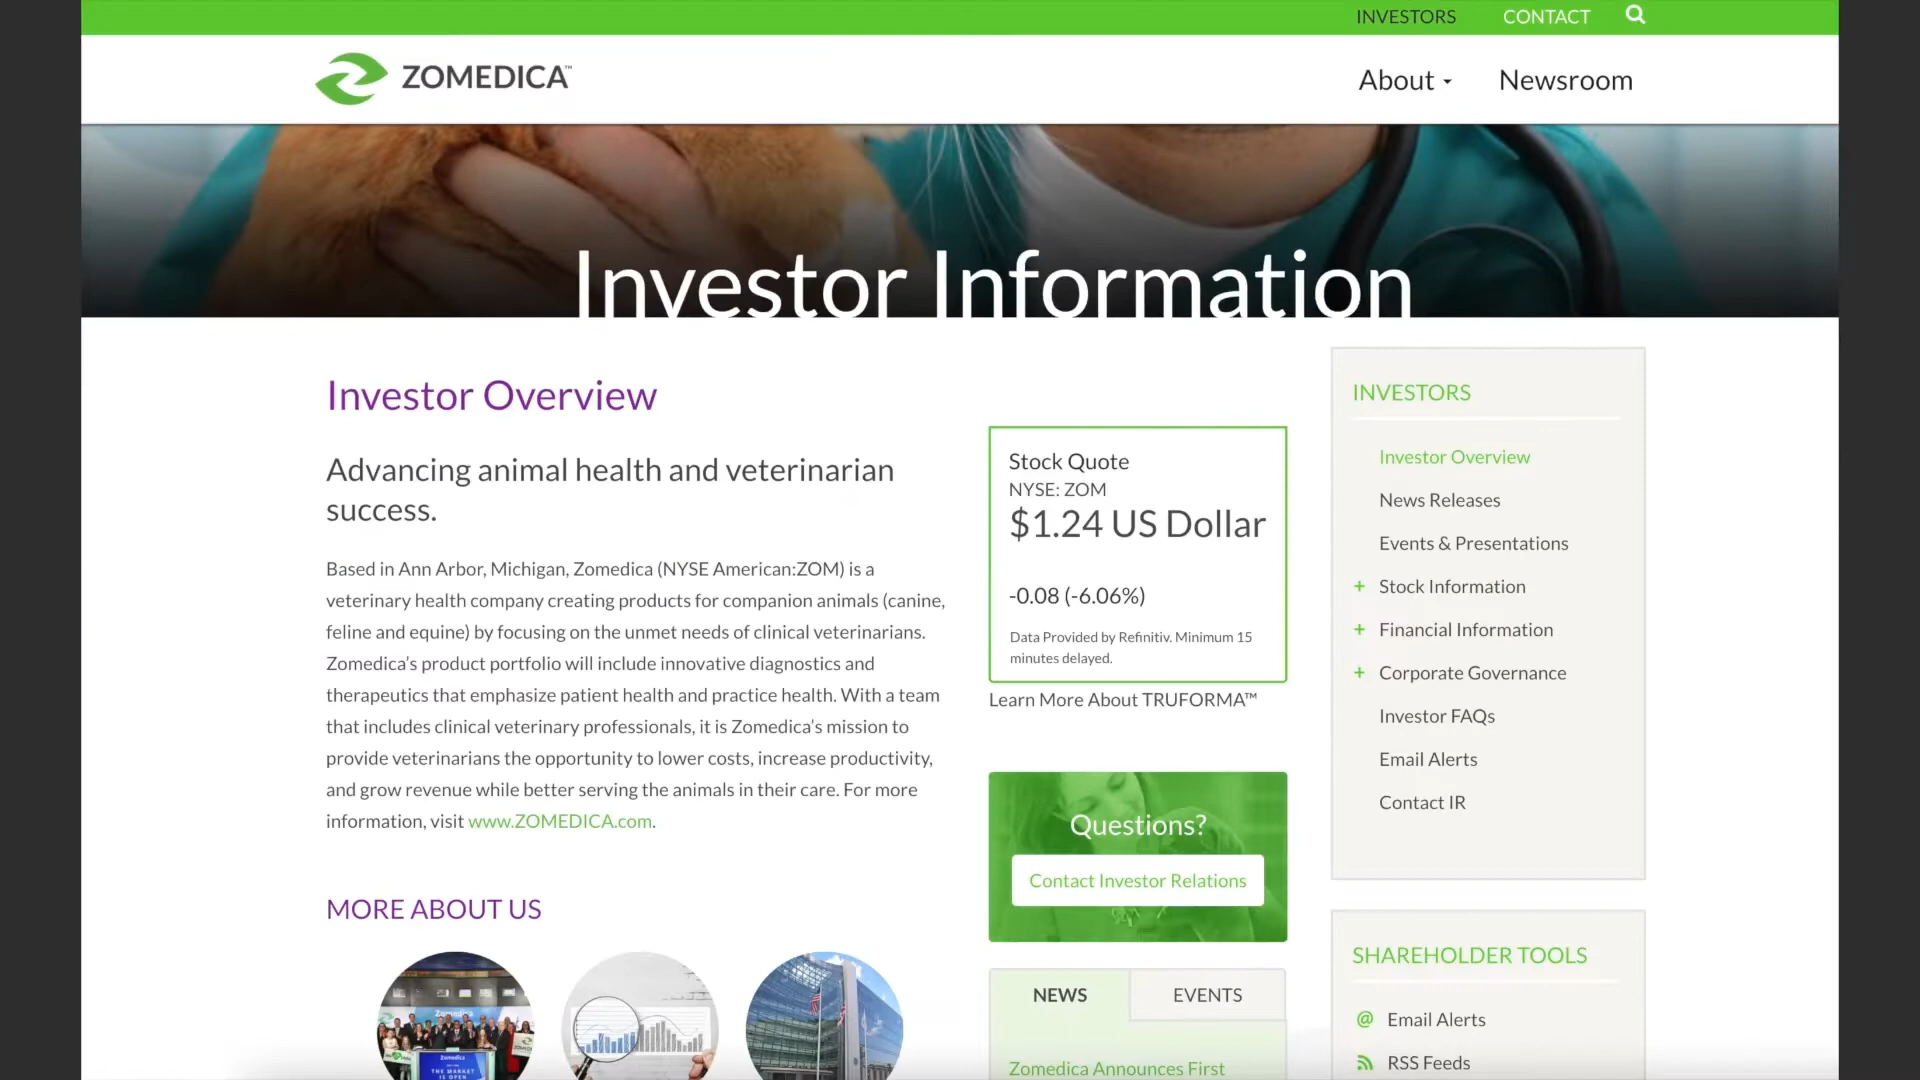 INVESTORS
CONTACT
ZOMEDICA™
About
Newsroom
Investor Information
Investor Overview
Advancing animal health and veterinarian
success.
Based in Ann Arbor, Michigan, Zomedica (NYSE American:ZOM) is a
veterinary health company creating products for companion animals (canine,
feline and equine) by focusing on the unmet needs of clinical veterinarians.
Zomedica’s product portfolio will include innovative diagnostics and
therapeutics that emphasize patient health and practice health. With a team
that includes clinical veterinary professionals, it is Zomedica’s mission to
provide veterinarians the opportunity to lower costs, increase productivity,
and grow revenue while better serving the animals in their care. For more
information, visit www.ZOMEDICA.com.
MORE ABOUT US
Zomedica
Zomedica
THE MARKET
IS OPEN
Stock Quote
NYSE: ZOM
$1.24 US Dollar
-0.08 (-6.06%)
Data Provided by Refinitiv. Minimum 15
minutes delayed.
Learn More About TRUFORMA™
Questions?
Contact Investor Relations
NEWS
EVENTS
Zomedica Announces First
INVESTORS
Investor Overview
News Releases
Events & Presentations
+ Stock Information
+ Financial Information
+ Corporate Governance
Investor FAQs
Email Alerts
Contact IR
SHAREHOLDER TOOLS
@ Email Alerts
RSS Feeds